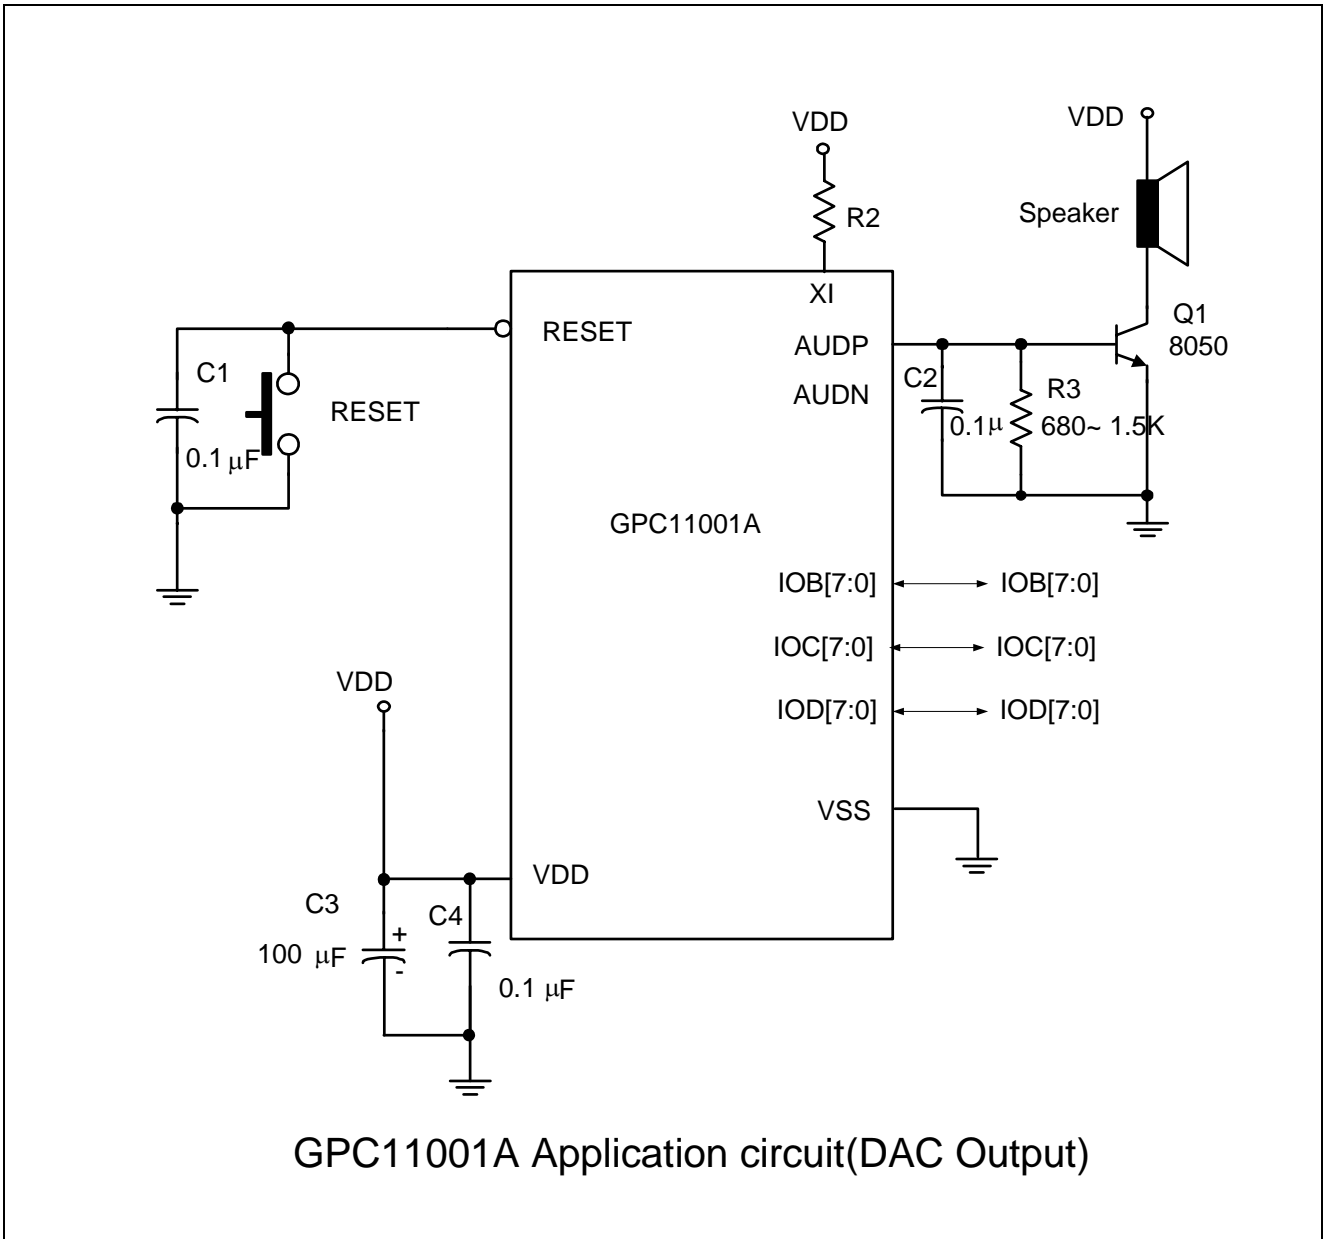 VDD
VDD
R2
Speaker
XI
Q1
8050
RESET
AUDP
C1
C2
R3
AUDN
RESET
0.1μ
680~ 1.5K
0.1 μF
GPC11001A
IOB[7:0]
IOB[7:0]
IOC[7:0]
IOC[7:0]
VDD
IOD[7:0]
IOD[7:0]
VSS
VDD
C3
C4
+
100 μF
-
0.1 μF
GPC11001A Application circuit(DAC Output)